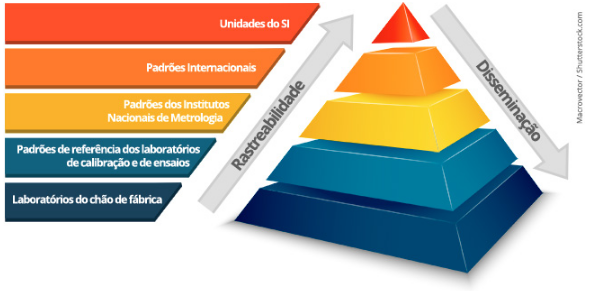 Unidades do SI
Padrões Internacionais
Padrões dos Institutos
Nacionais de Metrologia
Padrões de referência dos laboratórios
de calibração e de ensaios
Laboratórios do chão de fábrica
Rastreabilidade
Disseminação
Macrovector / Shutterstock.com